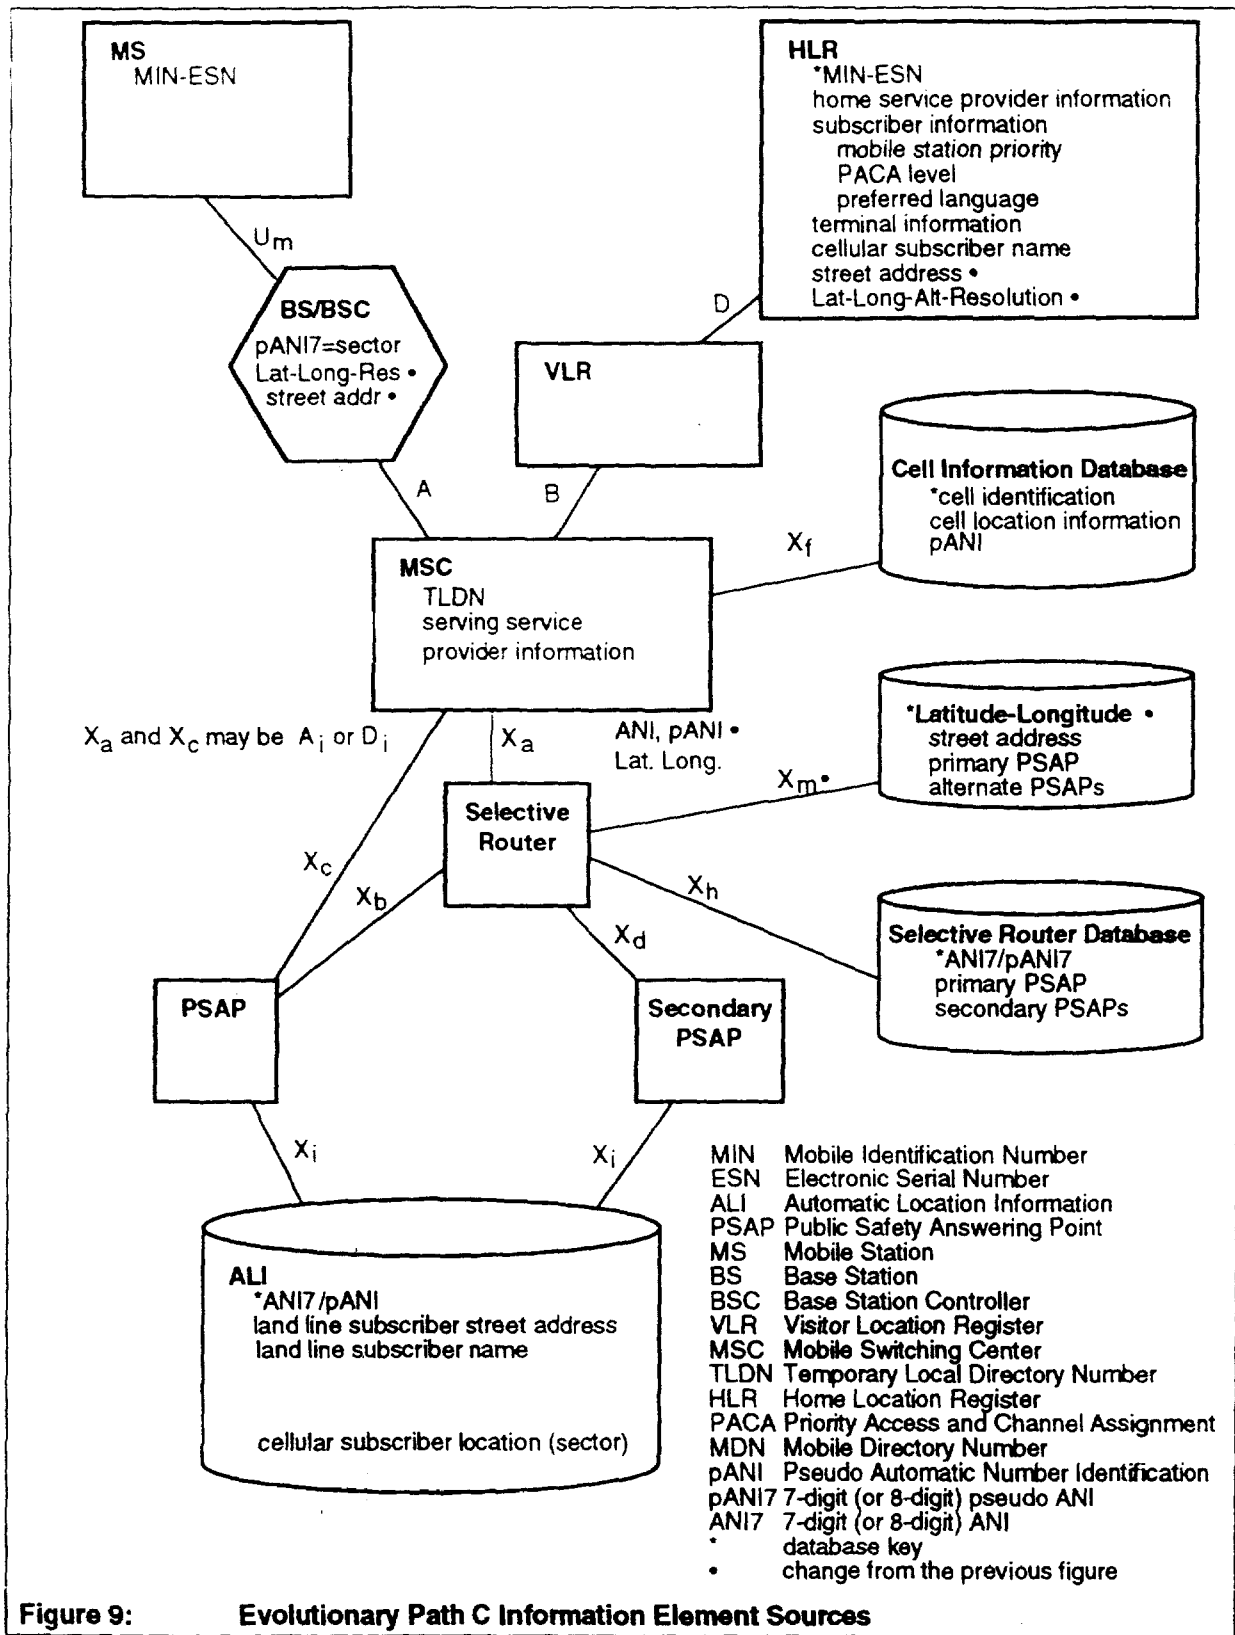 MS
MIN-ESN
HLR
*MIN-ESN
home service provider information
subscriber information
mobile station priority
PACA level
preferred language
terminal information
cellular subscriber name
street address •
Lat-Long-Alt-Resolution •
Um
D
BS/BSC
pANI7=sector
Lat-Long-Res •
street addr •
VLR
A
B
Cell Information Database
*cell identification
cell location information
pANI
Xf
MSC
TLDN
serving service
provider information
Xa and Xc may be Ai or Di
Xa
ANI, pANI •
Lat. Long.
*Latitude-Longitude •
street address
primary PSAP
alternate PSAPs
Xm•
Selective
Router
Xc
Xb
Xh
Xd
Selective Router Database
*ANI7/pANI7
primary PSAP
secondary PSAPs
PSAP
Secondary
PSAP
Xi
Xi
ALI
*ANI7/pANI
land line subscriber street address
land line subscriber name
cellular subscriber location (sector)
MIN Mobile Identification Number
ESN Electronic Serial Number
ALI Automatic Location Information
PSAP Public Safety Answering Point
MS Mobile Station
BS Base Station
BSC Base Station Controller
VLR Visitor Location Register
MSC Mobile Switching Center
TLDN Temporary Local Directory Number
HLR Home Location Register
PACA Priority Access and Channel Assignment
MDN Mobile Directory Number
pANI Pseudo Automatic Number Identification
pANI7 7-digit (or 8-digit) pseudo ANI
ANI7 7-digit (or 8-digit) ANI
* database key
• change from the previous figure
Figure 9: Evolutionary Path C Information Element Sources